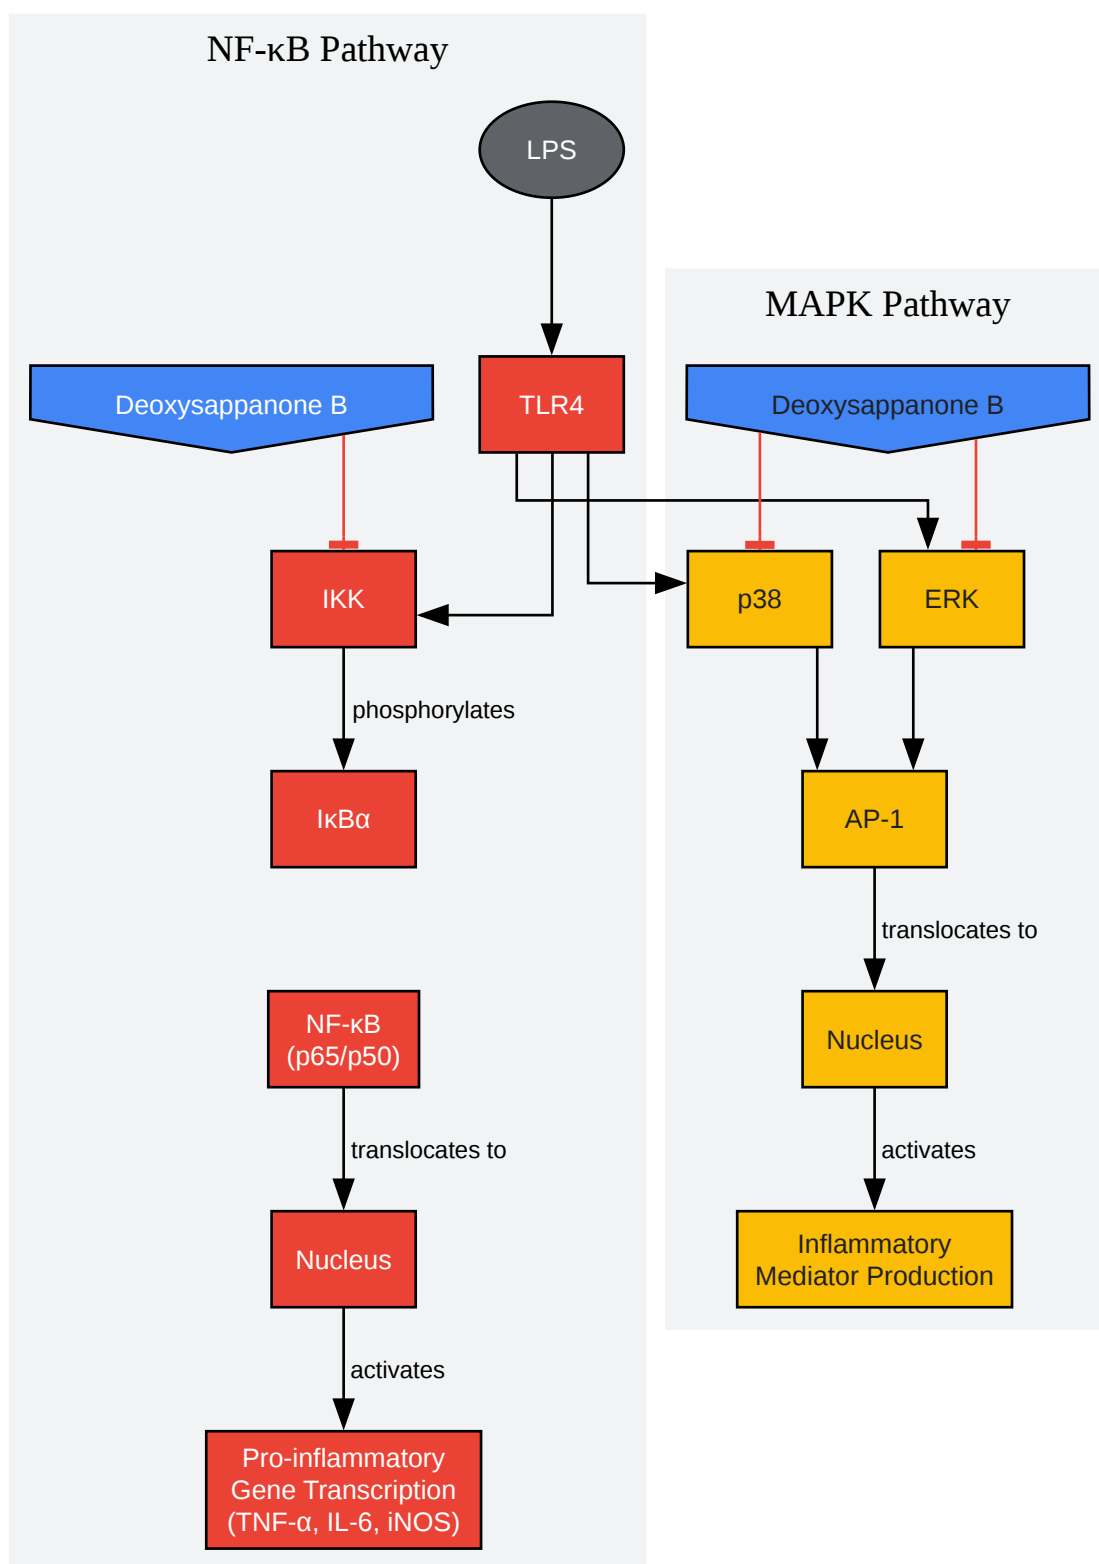 NF-κB Pathway
LPS
MAPK Pathway
Deoxysappanone B
TLR4
Deoxysappanone B
IKK
p38
ERK
phosphorylates
IκBα
AP-1
translocates to
NF-κB
(p65/p50)
Nucleus
translocates to
activates
Nucleus
Inflammatory
Mediator Production
activates
Pro-inflammatory
Gene Transcription
(TNF-α, IL-6, iNOS)